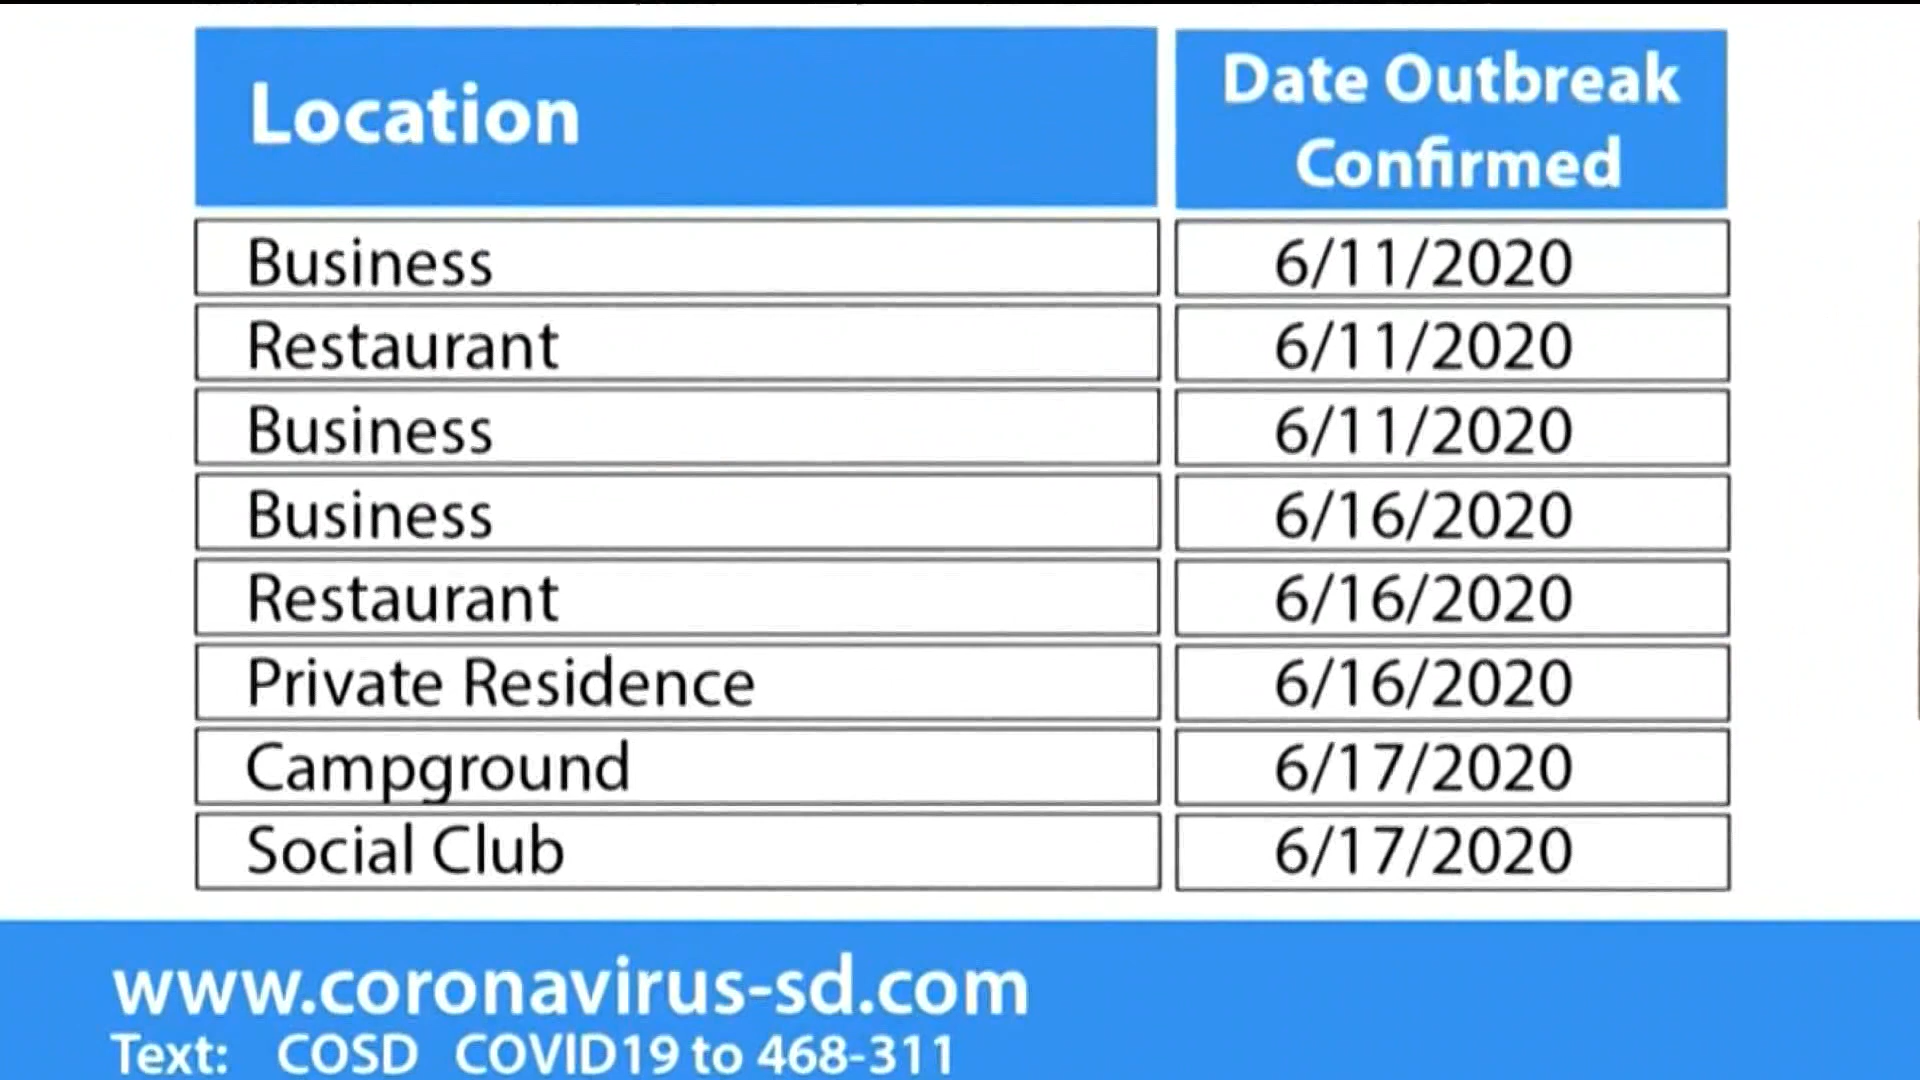 Location Date Outbreak Confirmed
Business 6/11/2020
Restaurant 6/11/2020
Business 6/11/2020
Business 6/16/2020
Restaurant 6/16/2020
Private Residence 6/16/2020
Campground 6/17/2020
Social Club 6/17/2020
www.coronavirus-sd.com
Text: COSD COVID19 to 468-311